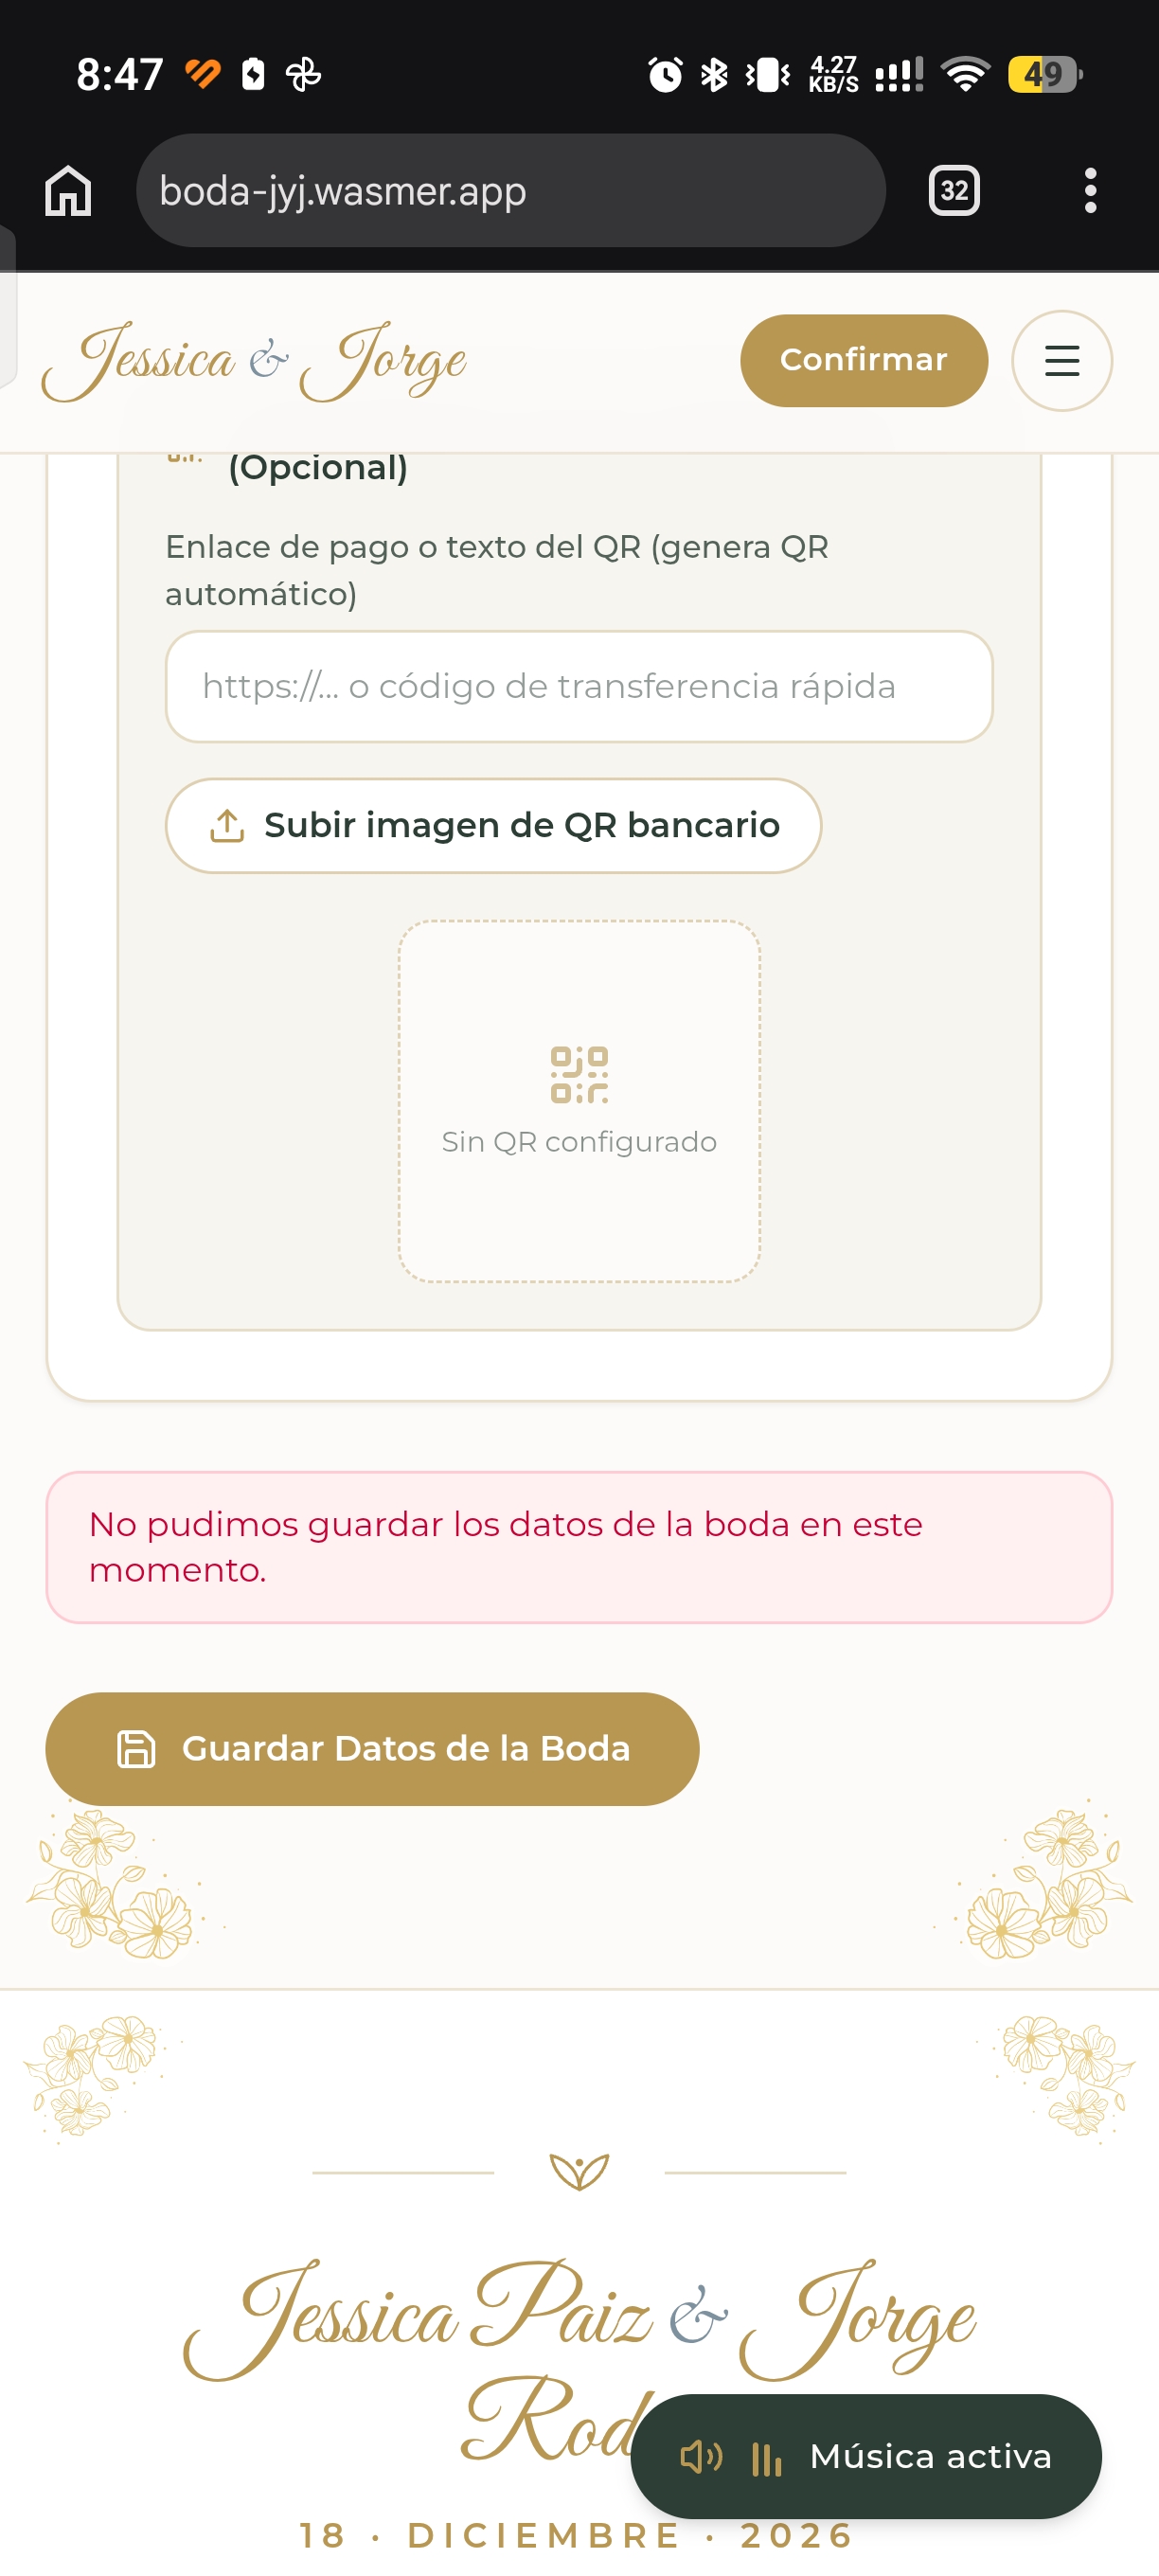 8:47
4.27
KB/S
49
boda-jyj.wasmer.app
32
Jessica & Jorge
Confirmar
(Opcional)
Enlace de pago o texto del QR (genera QR
automático)
https://... o código de transferencia rápida
Subir imagen de QR bancario
Sin QR configurado
No pudimos guardar los datos de la boda en este
momento.
Guardar Datos de la Boda
Jessica Paiz & Jorge
Rod
Música activa
18 · DICIEMBRE · 2026